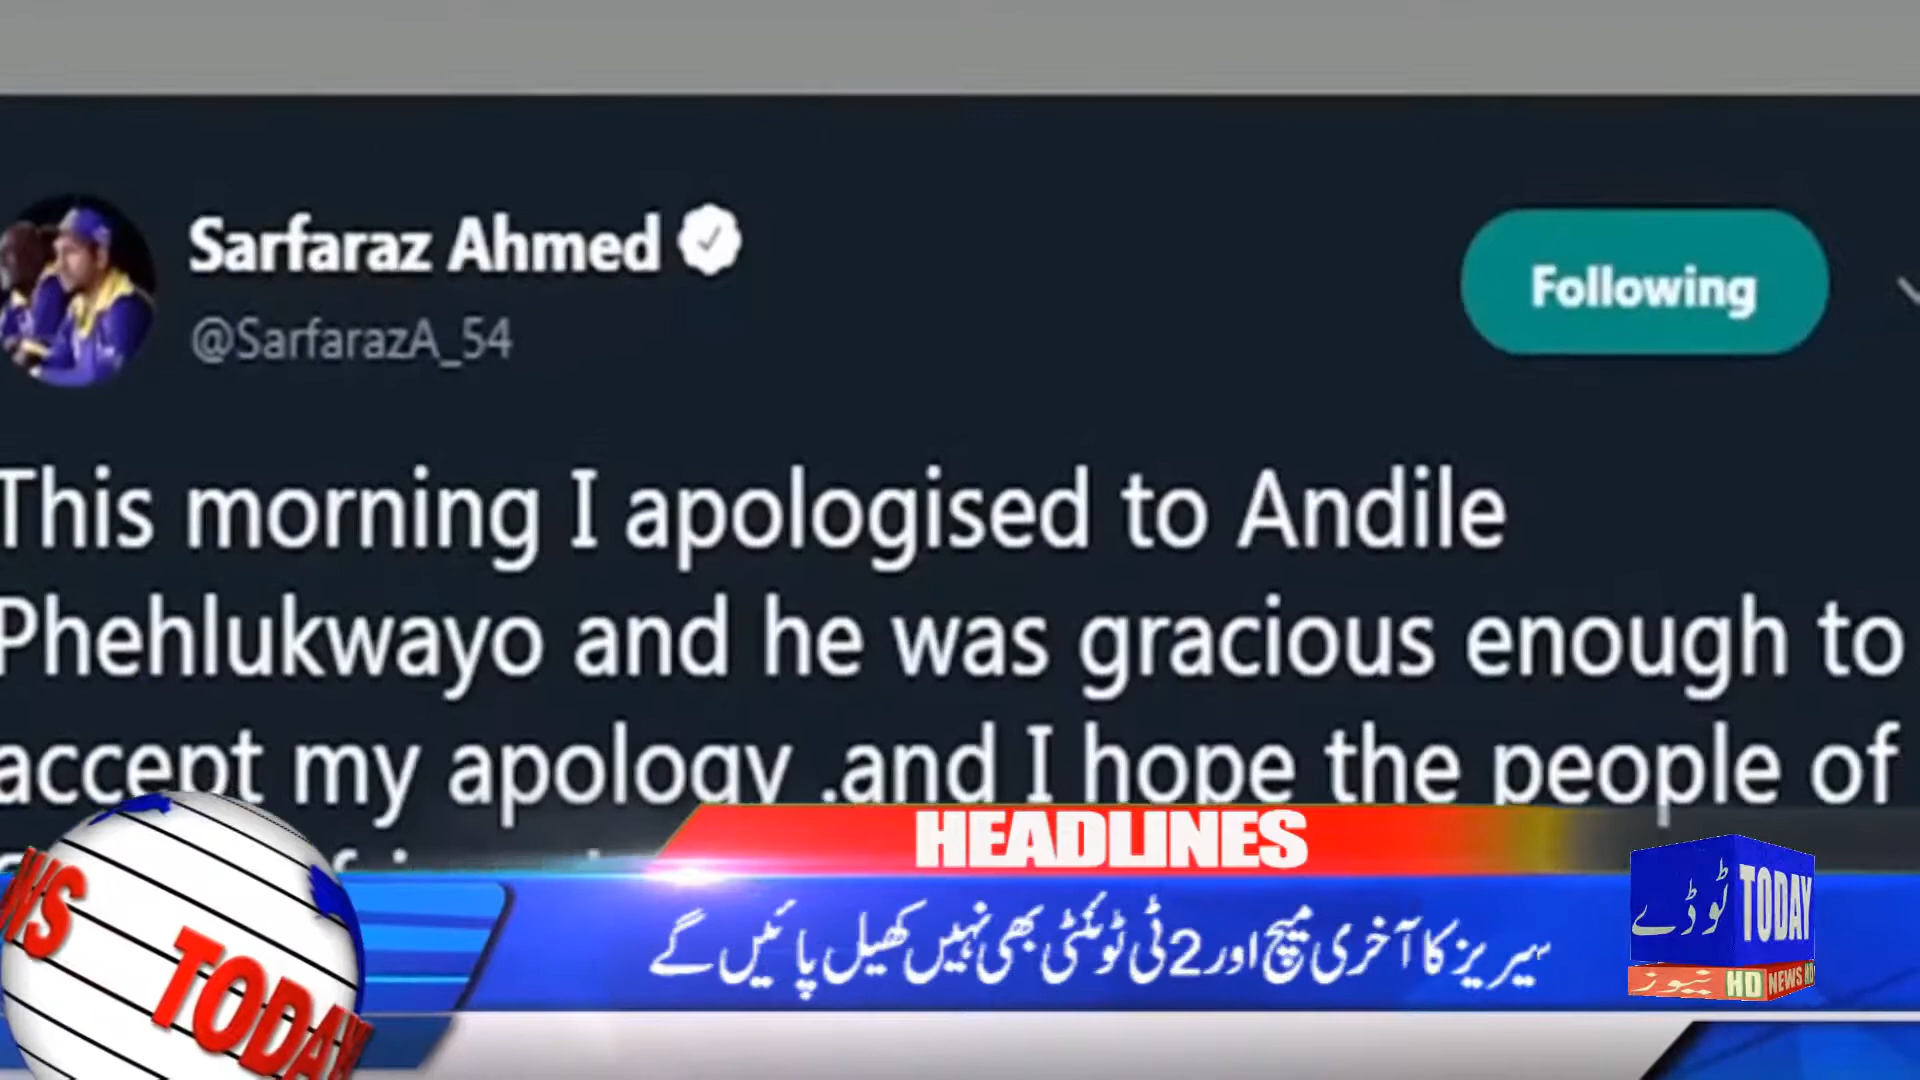 Sarfaraz Ahmed
@SarfarazA_54
Following
This morning I apologised to Andile
Phehlukwayo and he was gracious enough to
accept my apology .and I hope the people of
HEADLINES
سیریز کا آخری میچ اور 2 ٹی ٹوئنٹی بھی نہیں کھیل پائیں گے
ٹوڈے TODAY
نیوز HD NEWS HD
NEWS TODAY